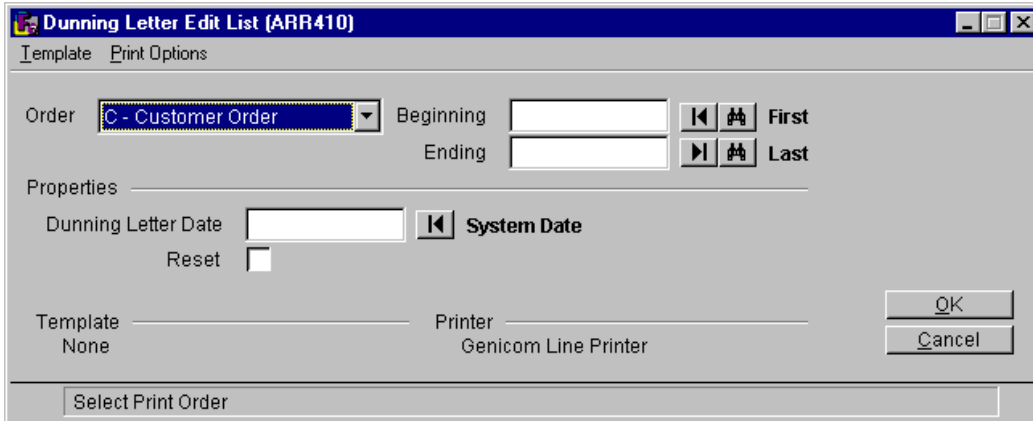 Dunning Letter Edit List (ARR410)
Template Print Options
Order C - Customer Order Beginning First
Ending Last
Properties
Dunning Letter Date System Date
Reset
OK
Template Printer
None Genicom Line Printer
Cancel
Select Print Order